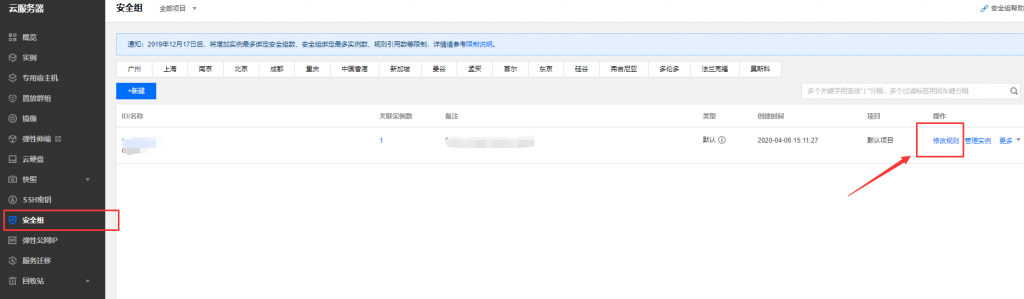 云服务器
概览
实例
专用宿主机
置放群组
镜像
弹性伸缩
云硬盘
快照
SSH密钥
安全组
弹性公网IP
服务迁移
回收站
安全组 全部项目
安全组帮助
通知：2019年12月17日后，将增加实例最多绑定安全组数、安全组绑定最多实例数、规则引用数等限制，详情请参考限制说明。
广州 上海 南京 北京 成都 重庆 中国香港 新加坡 曼谷 孟买 首尔 东京 硅谷 弗吉尼亚 多伦多 法兰克福 莫斯科
+新建
多个关键字用竖线“|”分隔，多个过滤标签用回车键分隔
ID/名称 关联实例数 备注 类型 创建时间 项目 操作
1 默认 2020-04-06 15:11:27 默认项目 修改规则 管理实例 更多